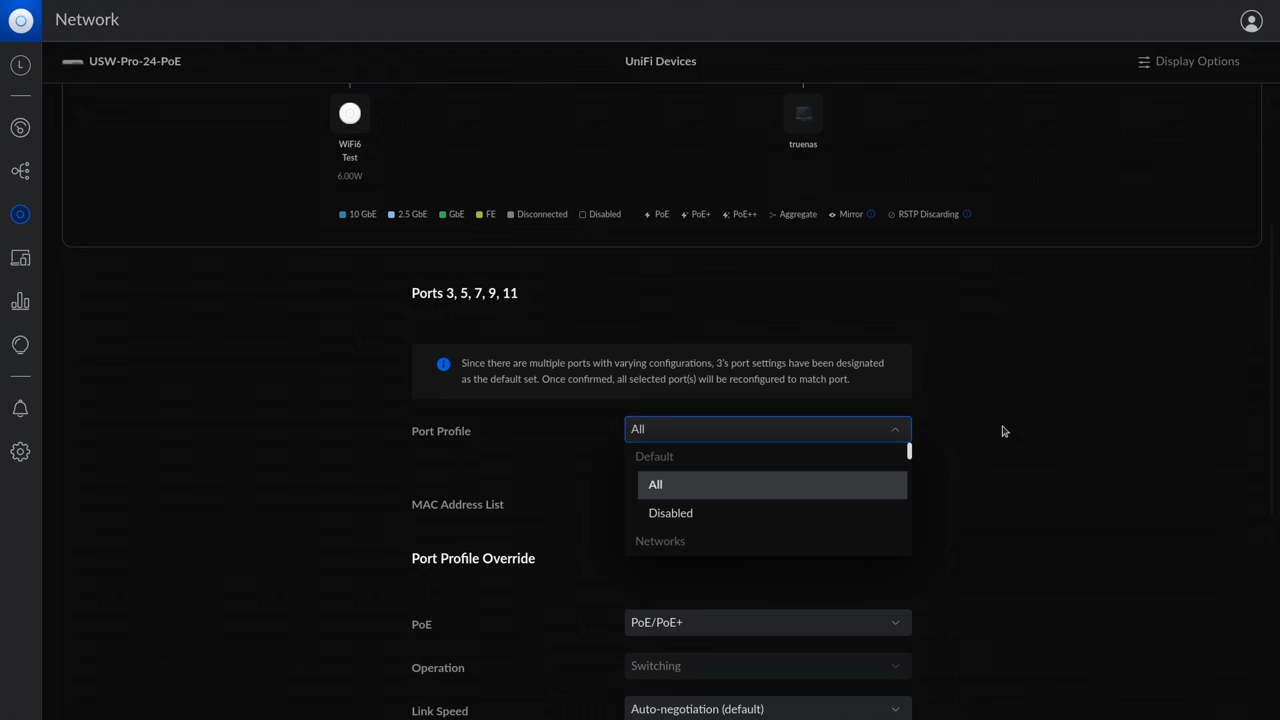 Network
USW-Pro-24-PoE
UniFi Devices
Display Options
WiFi6
Test
6.00W
truenas
10 GbE 2.5 GbE GbE FE Disconnected Disabled PoE PoE+ PoE++ Aggregate Mirror RSTP Discarding
Ports 3, 5, 7, 9, 11
Since there are multiple ports with varying configurations, 3's port settings have been designated
as the default set. Once confirmed, all selected port(s) will be reconfigured to match port.
Port Profile
All
Default
All
Disabled
Networks
MAC Address List
Port Profile Override
PoE
PoE/PoE+
Operation
Switching
Link Speed
Auto-negotiation (default)